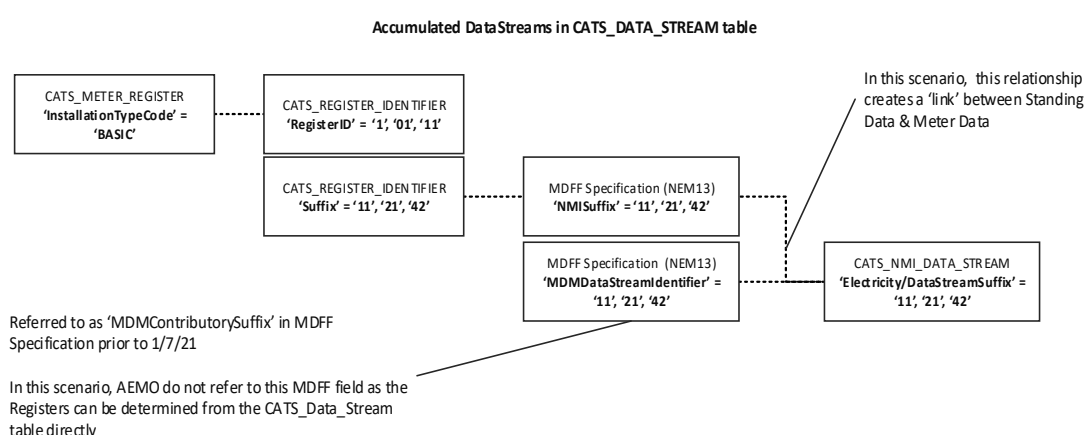 Accumulated DataStreams in CATS_DATA_STREAM table
CATS_METER_REGISTER
‘InstallationTypeCode’ =
‘BASIC’
CATS_REGISTER_IDENTIFIER
‘RegisterID’ = ‘1’, ‘01’, ‘11’
In this scenario, this relationship
creates a ‘link’ between Standing
Data & Meter Data
CATS_REGISTER_IDENTIFIER
‘Suffix’ = ‘11’, ‘21’, ‘42’
MDFF Specification (NEM13)
‘NMISuffix’ = ‘11’, ‘21’, ‘42’
MDFF Specification (NEM13)
‘MDMDataStreamIdentifier’ =
‘11’, ‘21’, ‘42’
CATS_NMI_DATA_STREAM
‘Electricity/DataStreamSuffix’ =
‘11’, ‘21’, ‘42’
Referred to as ‘MDMContributorySuffix’ in MDFF
Specification prior to 1/7/21
In this scenario, AEMO do not refer to this MDFF field as the
Registers can be determined from the CATS_Data_Stream
table directly